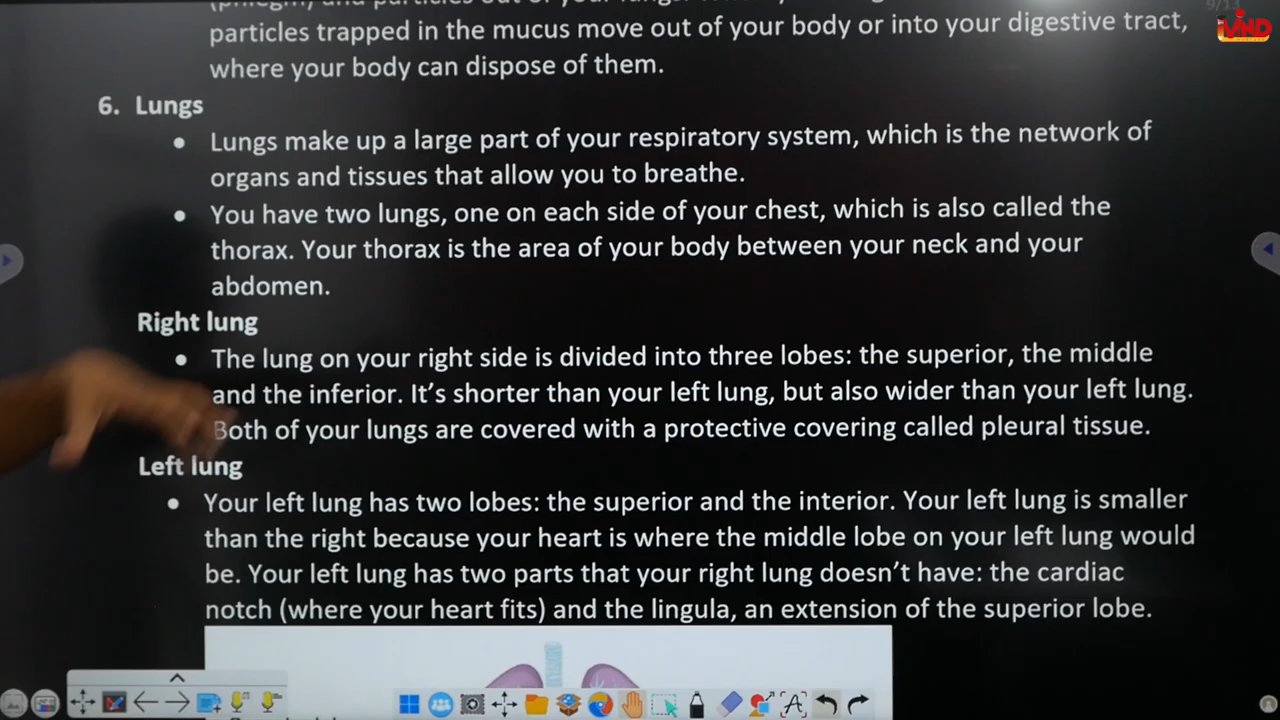 9/13
iVND
particles trapped in the mucus move out of your body or into your digestive tract,
where your body can dispose of them.
6. Lungs
• Lungs make up a large part of your respiratory system, which is the network of
organs and tissues that allow you to breathe.
• You have two lungs, one on each side of your chest, which is also called the
thorax. Your thorax is the area of your body between your neck and your
abdomen.
Right lung
• The lung on your right side is divided into three lobes: the superior, the middle
and the inferior. It's shorter than your left lung, but also wider than your left lung.
Both of your lungs are covered with a protective covering called pleural tissue.
Left lung
• Your left lung has two lobes: the superior and the interior. Your left lung is smaller
than the right because your heart is where the middle lobe on your left lung would
be. Your left lung has two parts that your right lung doesn't have: the cardiac
notch (where your heart fits) and the lingula, an extension of the superior lobe.